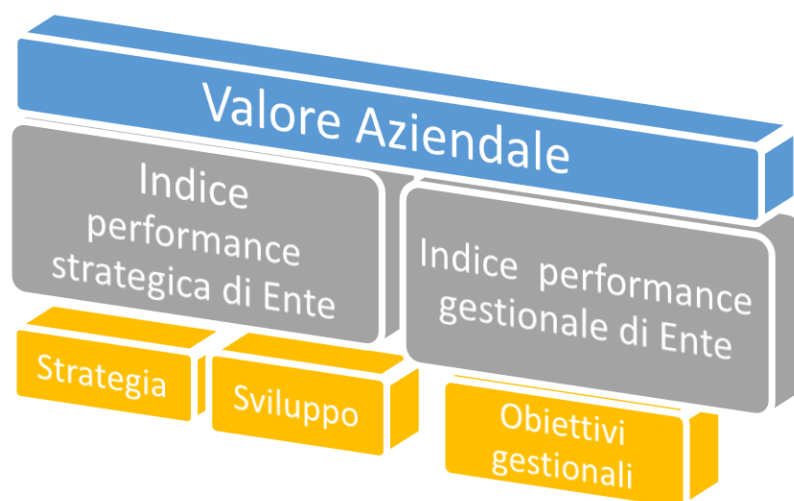 Valore Aziendale
Indice
performance
strategica di Ente
Indice performance
gestionale di Ente
Strategia
Sviluppo
Obiettivi
gestionali